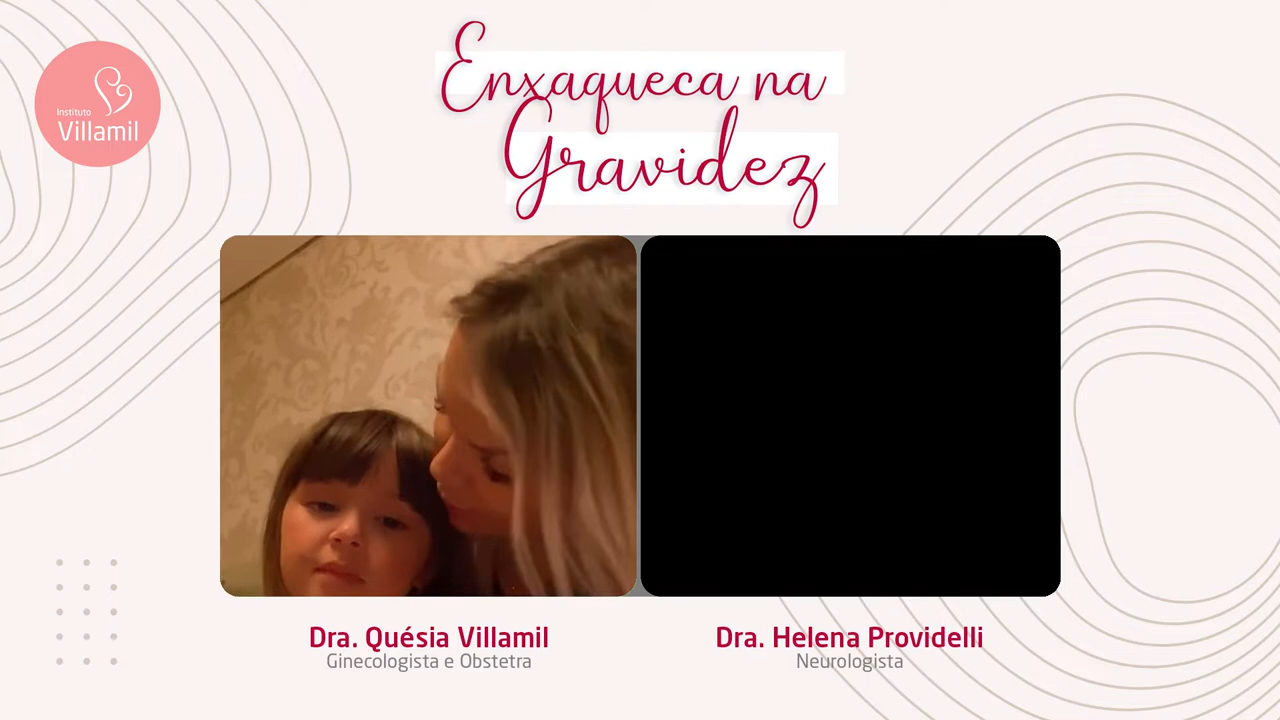 Instituto
Villamil
Enxaqueca na
Gravidez
Dra. Quésia Villamil
Ginecologista e Obstetra
Dra. Helena Providelli
Neurologista